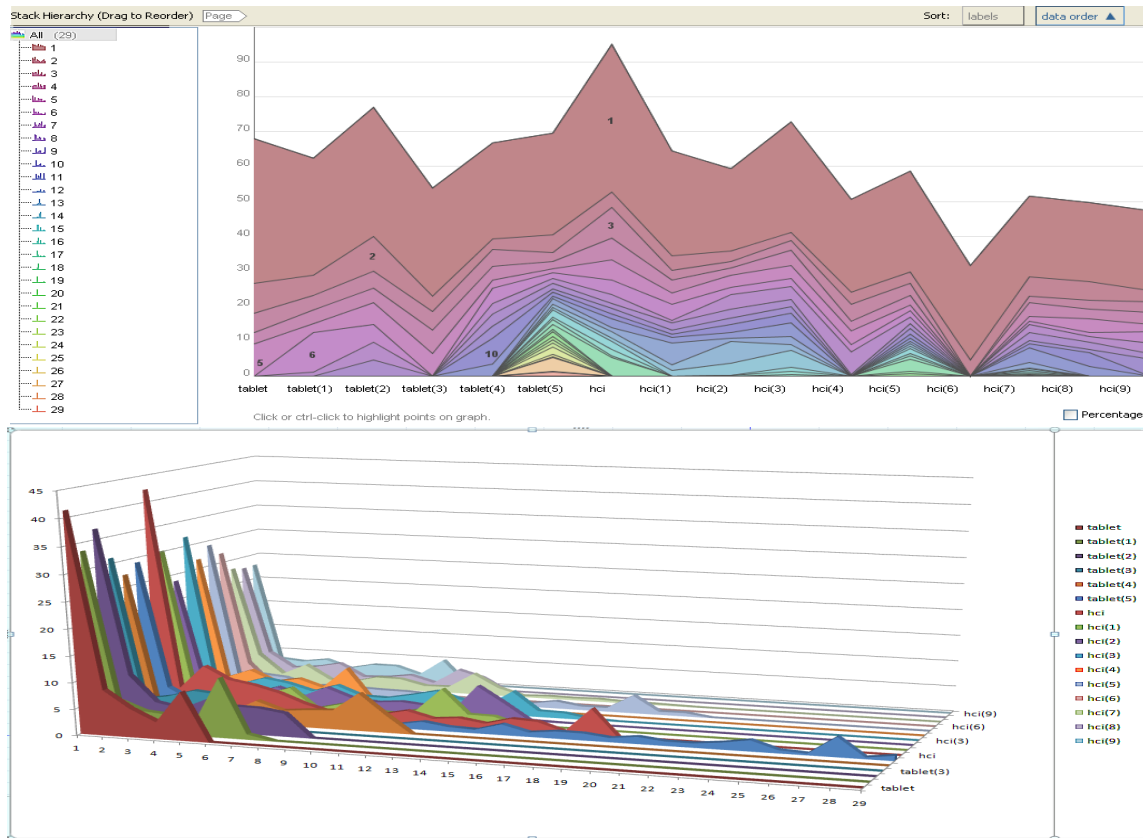 Stack Hierarchy (Drag to Reorder) Page Sort: labels data order
All (29)
1
2
3
4
5
6
7
8
9
10
11
12
13
14
15
16
17
18
19
20
21
22
23
24
25
26
27
28
29
90
80
70
60
50
40
30
20
10
0
1
2
3
5
6
10
tablet tablet(1) tablet(2) tablet(3) tablet(4) tablet(5) hci hci(1) hci(2) hci(3) hci(4) hci(5) hci(6) hci(7) hci(8) hci(9)
Click or ctrl-click to highlight points on graph.
Percentage
45
40
35
30
25
20
15
10
5
0
1 2 3 4 5 6 7 8 9 10 11 12 13 14 15 16 17 18 19 20 21 22 23 24 25 26 27 28 29
hci(9)
hci(6)
hci(3)
hci
tablet(3)
tablet
tablet
tablet(1)
tablet(2)
tablet(3)
tablet(4)
tablet(5)
hci
hci(1)
hci(2)
hci(3)
hci(4)
hci(5)
hci(6)
hci(7)
hci(8)
hci(9)